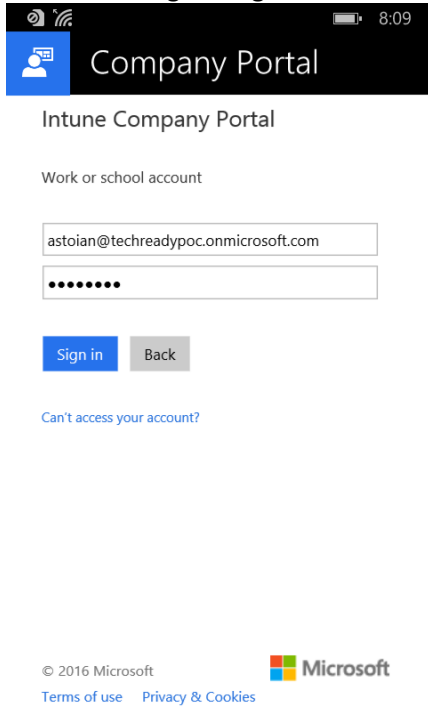 8:09
Company Portal
Intune Company Portal
Work or school account
astoian@techreadypoc.onmicrosoft.com
Sign in Back
Can't access your account?
© 2016 Microsoft Microsoft
Terms of use Privacy & Cookies